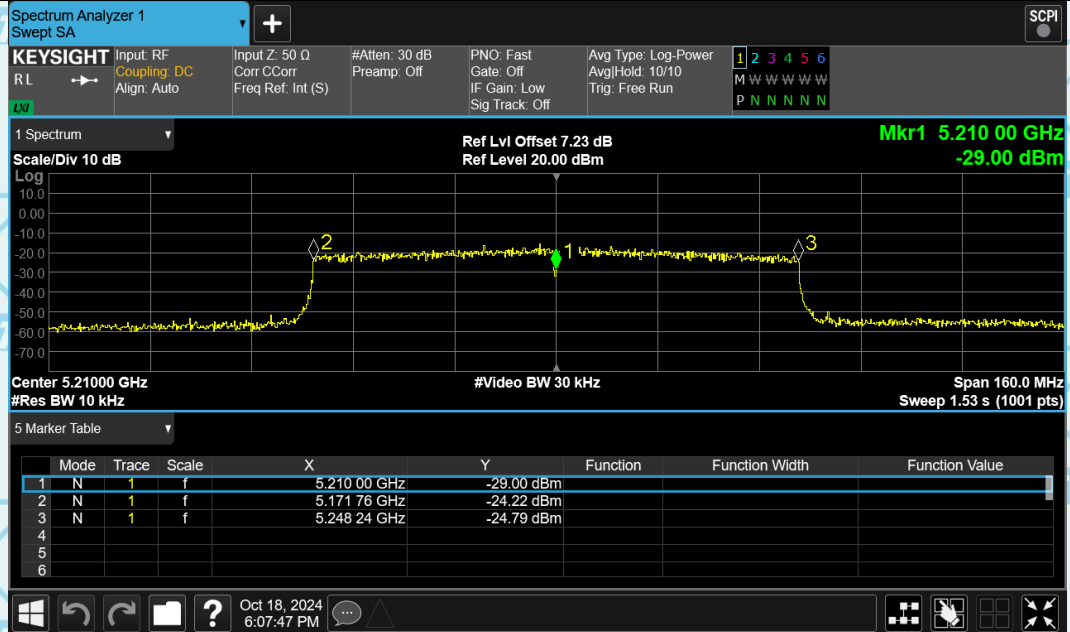 Spectrum Analyzer 1
Swept SA
+
SCPI
KEYSIGHT Input: RF Input Z: 50 Ω #Atten: 30 dB PNO: Fast Avg Type: Log-Power 1 2 3 4 5 6
R L Coupling: DC Corr CCorr Preamp: Off Gate: Off Avg|Hold: 10/10 M W W W W W
Align: Auto Freq Ref: Int (S) IF Gain: Low Trig: Free Run P N N N N N
LXI Sig Track: Off
1 Spectrum
Scale/Div 10 dB
Ref Lvl Offset 7.23 dB
Ref Level 20.00 dBm
Mkr1 5.210 00 GHz
-29.00 dBm
Log
10.0
0.00
-10.0
-20.0
-30.0
-40.0
-50.0
-60.0
-70.0
2
1
3
Center 5.21000 GHz #Video BW 30 kHz Span 160.0 MHz
#Res BW 10 kHz Sweep 1.53 s (1001 pts)
5 Marker Table
Mode Trace Scale X Y Function Function Width Function Value
1 N 1 f 5.210 00 GHz -29.00 dBm
2 N 1 f 5.171 76 GHz -24.22 dBm
3 N 1 f 5.248 24 GHz -24.79 dBm
4
5
6
?
Oct 18, 2024
6:07:47 PM